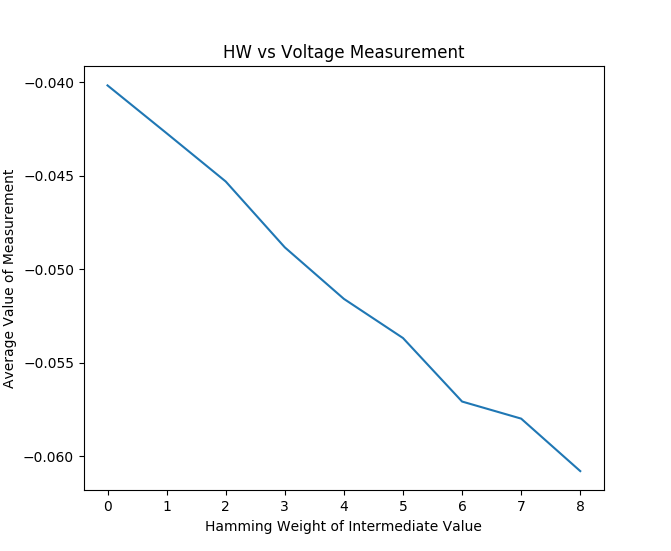 HW vs Voltage Measurement
Average Value of Measurement
−0.040
−0.045
−0.050
−0.055
−0.060
0 1 2 3 4 5 6 7 8
Hamming Weight of Intermediate Value